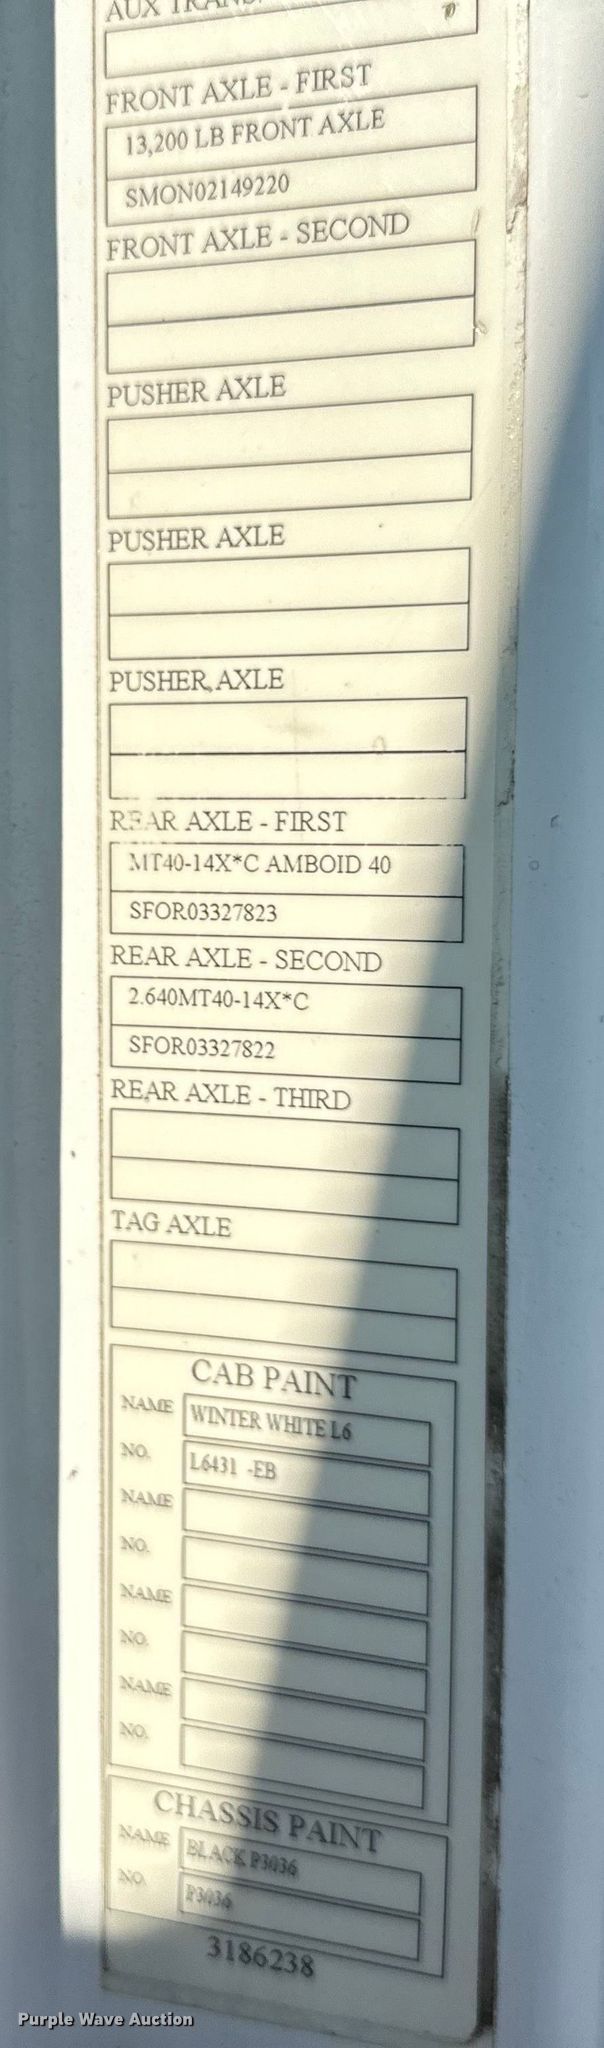 AUX TRANS.
FRONT AXLE - FIRST
13,200 LB FRONT AXLE
SMON02149220
FRONT AXLE - SECOND
PUSHER AXLE
PUSHER AXLE
PUSHER AXLE
REAR AXLE - FIRST
MT40-14X*C AMBOID 40
SFOR03327823
REAR AXLE - SECOND
2.640MT40-14X*C
SFOR03327822
REAR AXLE - THIRD
TAG AXLE
CAB PAINT
NAME WINTER WHITE L6
NO. L6431 -EB
NAME
NO.
NAME
NO.
NAME
NO.
CHASSIS PAINT
NAME BLACK P3036
NO. P3036
3186238
Purple Wave Auction